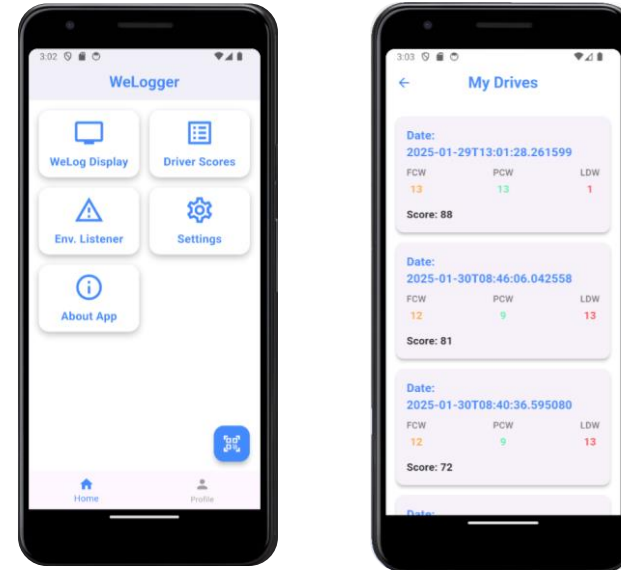 3:02
WeLogger
WeLog Display
Driver Scores
Env. Listener
Settings
About App
Home
Profile
3:03
My Drives
Date:
2025-01-29T13:01:28.261599
FCW PCW LDW
13 13 1
Score: 88
Date:
2025-01-30T08:46:06.042558
FCW PCW LDW
12 9 13
Score: 81
Date:
2025-01-30T08:40:36.595080
FCW PCW LDW
12 9 13
Score: 72
Date: